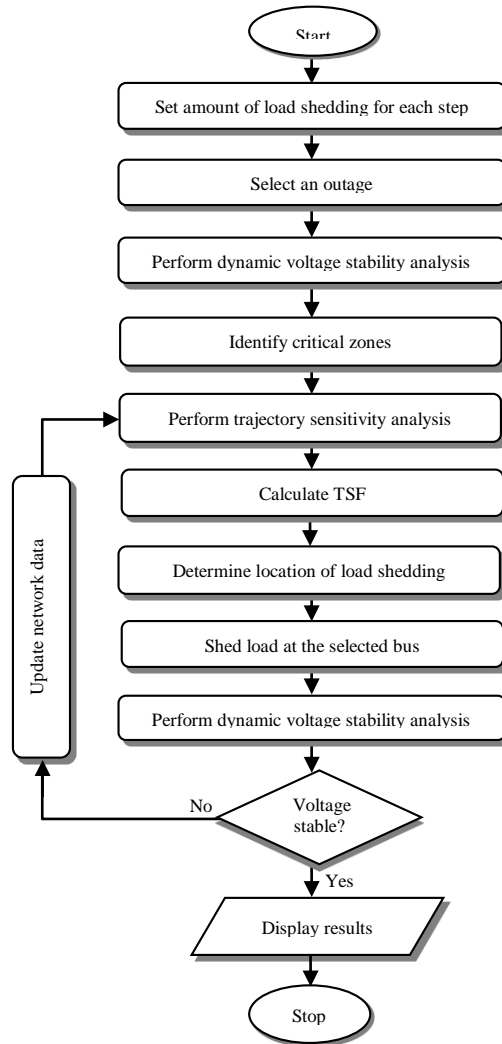 Start
Set amount of load shedding for each step
Select an outage
Perform dynamic voltage stability analysis
Identify critical zones
Perform trajectory sensitivity analysis
Calculate TSF
Update network data
Determine location of load shedding
Shed load at the selected bus
Perform dynamic voltage stability analysis
No
Voltage
stable?
Yes
Display results
Stop